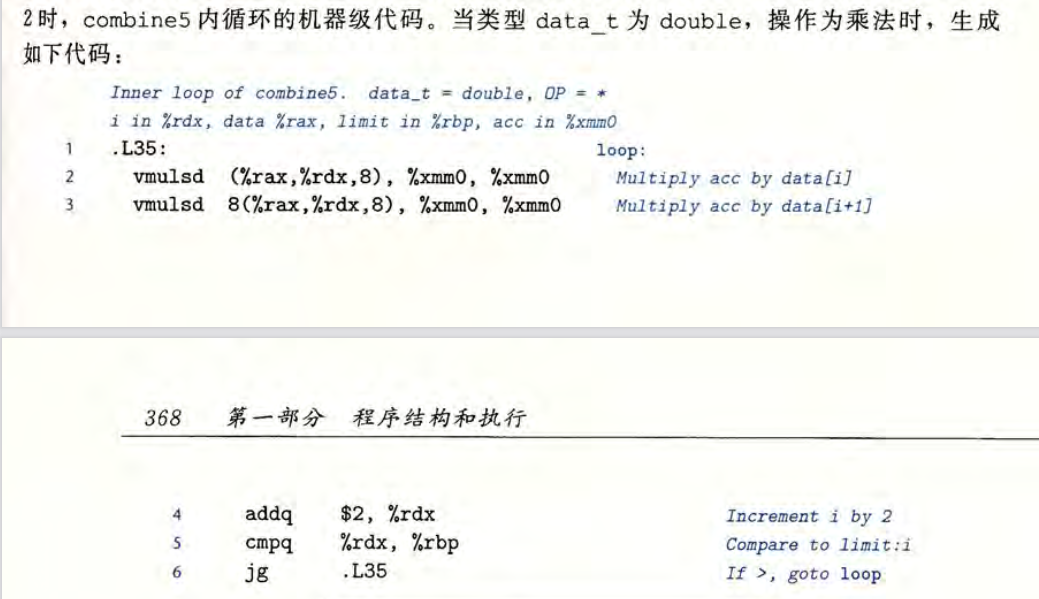 2时，combine5 内循环的机器级代码。当类型 data_t 为 double，操作为乘法时，生成
如下代码：
Inner loop of combine5. data_t = double, OP = *
i in %rdx, data %rax, limit in %rbp, acc in %xmm0
1 .L35: loop:
2 vmulsd (%rax,%rdx,8), %xmm0, %xmm0 Multiply acc by data[i]
3 vmulsd 8(%rax,%rdx,8), %xmm0, %xmm0 Multiply acc by data[i+1]
368 第一部分 程序结构和执行
4 addq $2, %rdx Increment i by 2
5 cmpq %rdx, %rbp Compare to limit:i
6 jg .L35 If >, goto loop